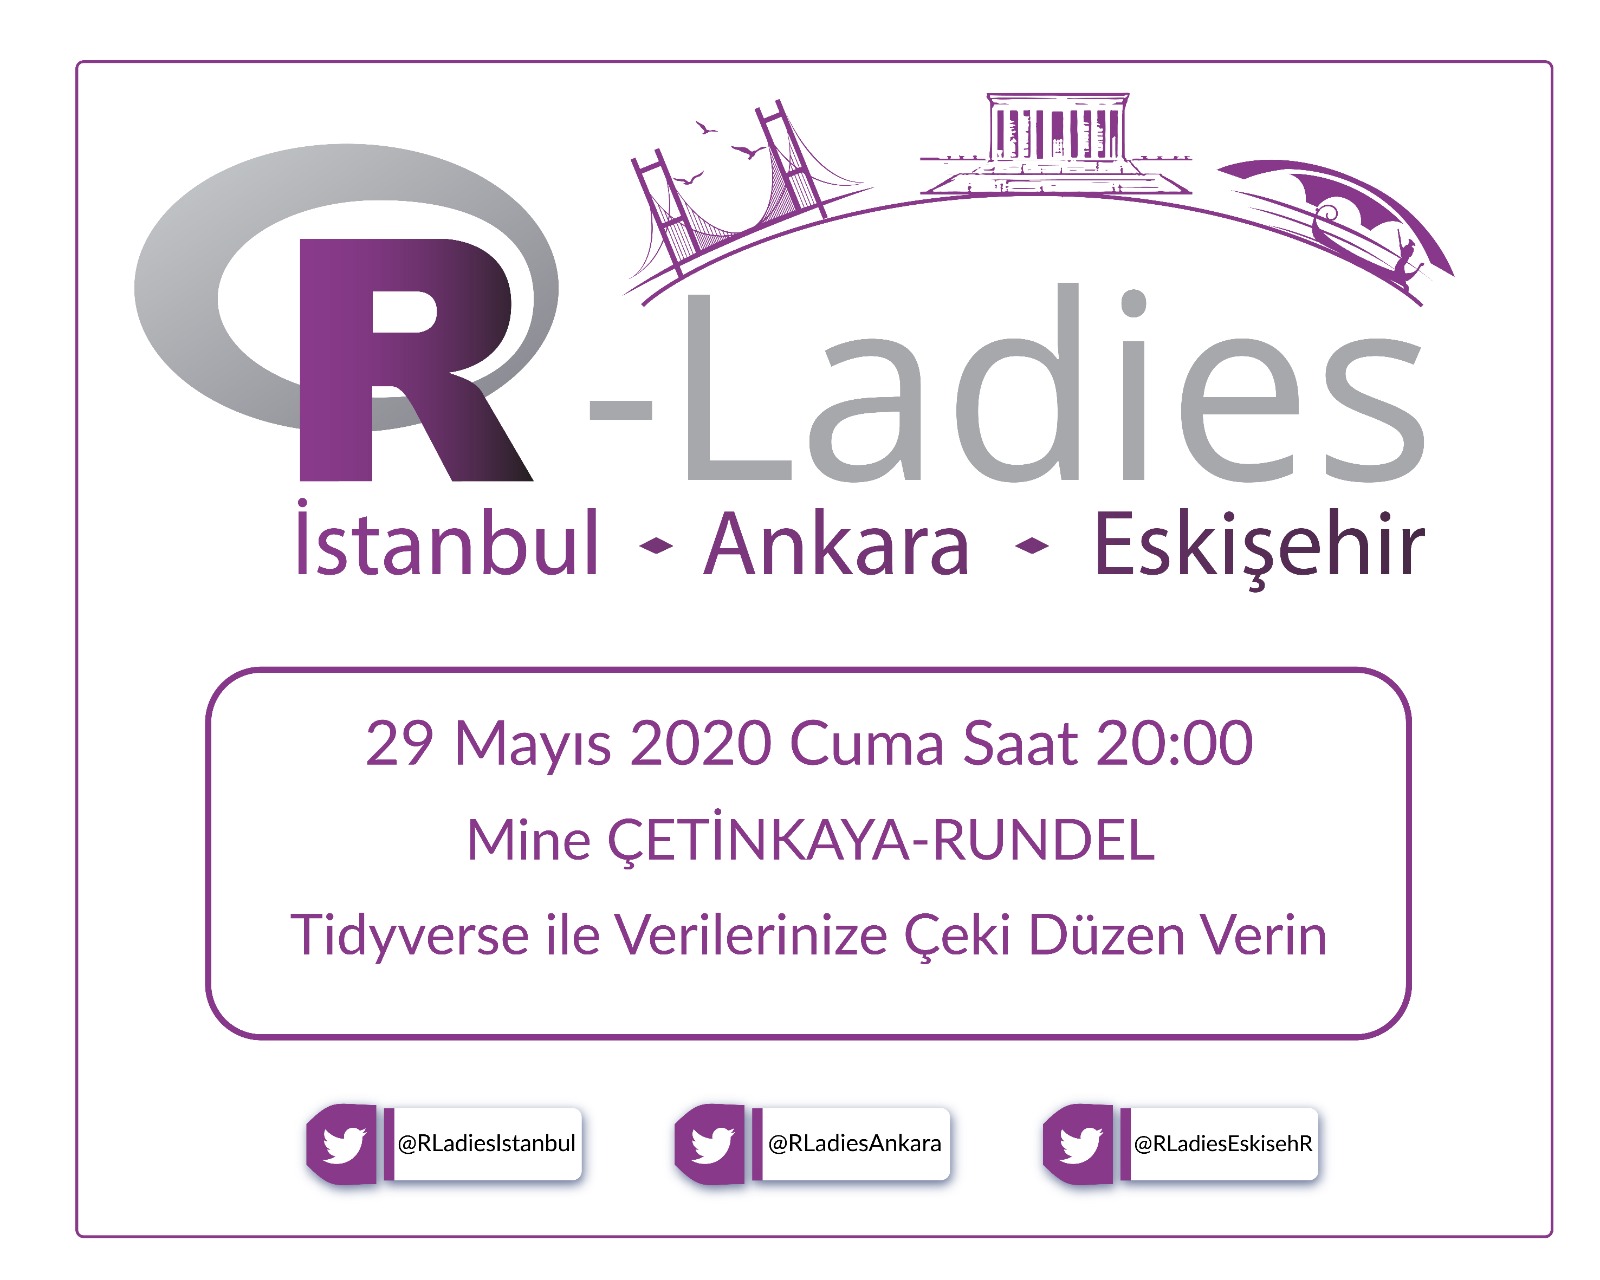 R-Ladies
İstanbul - Ankara - Eskişehir
29 Mayıs 2020 Cuma Saat 20:00
Mine ÇETİNKAYA-RUNDEL
Tidyverse ile Verilerinize Çeki Düzen Verin
@RLadiesIstanbul
@RLadiesAnkara
@RLadiesEskisehR